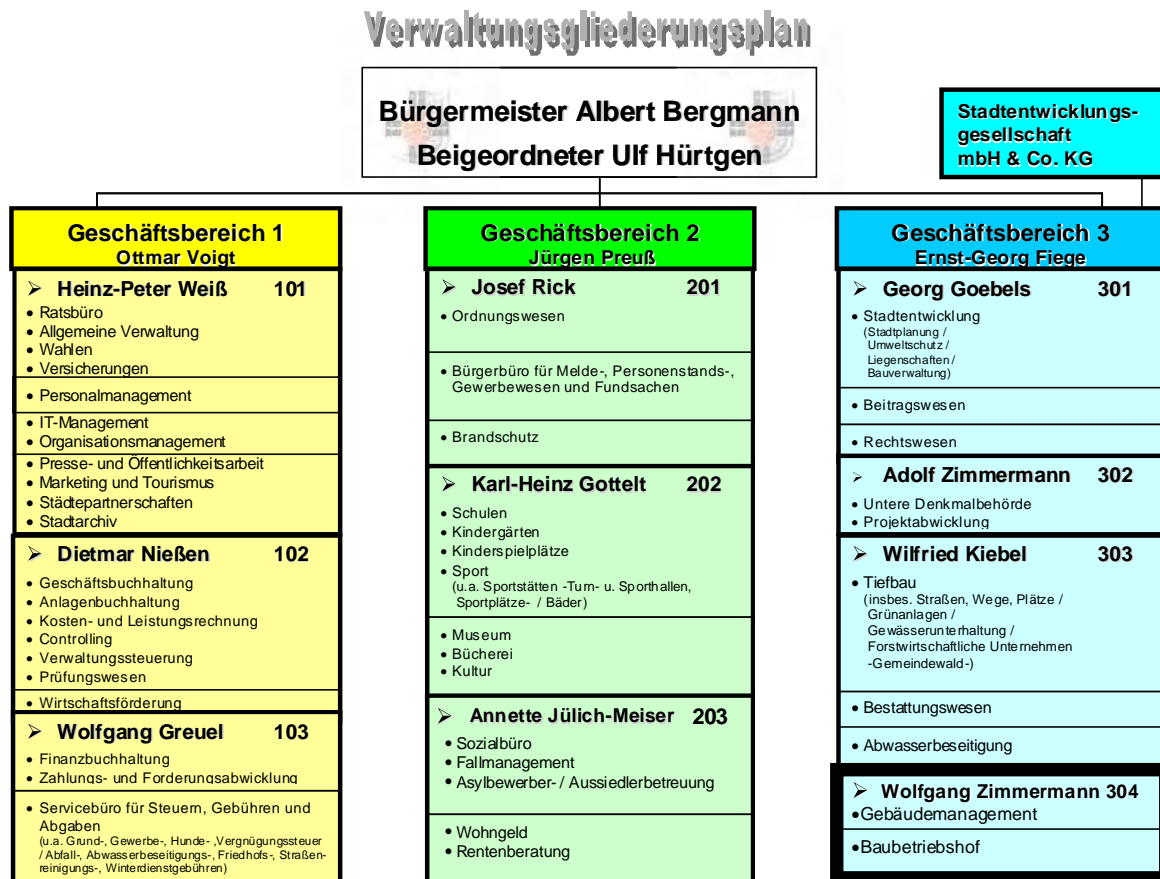 Verwaltungsgliederungsplan
Bürgermeister Albert Bergmann
Beigeordneter Ulf Hürtgen
Stadtentwicklungs-
gesellschaft
mbH & Co. KG
Geschäftsbereich 1
Ottmar Voigt
➢ Heinz-Peter Weiß 101
• Ratsbüro
• Allgemeine Verwaltung
• Wahlen
• Versicherungen
• Personalmanagement
• IT-Management
• Organisationsmanagement
• Presse- und Öffentlichkeitsarbeit
• Marketing und Tourismus
• Städtepartnerschaften
• Stadtarchiv
➢ Dietmar Nießen 102
• Geschäftsbuchhaltung
• Anlagenbuchhaltung
• Kosten- und Leistungsrechnung
• Controlling
• Verwaltungssteuerung
• Prüfungswesen
• Wirtschaftsförderung
➢ Wolfgang Greuel 103
• Finanzbuchhaltung
• Zahlungs- und Forderungsabwicklung
• Servicebüro für Steuern, Gebühren und
Abgaben
(u.a. Grund-, Gewerbe-, Hunde- ,Vergnügungssteuer
/ Abfall-, Abwasserbeseitigungs-, Friedhofs-, Straßen-
reinigungs-, Winterdienstgebühren)
Geschäftsbereich 2
Jürgen Preuß
➢ Josef Rick 201
• Ordnungswesen
• Bürgerbüro für Melde-, Personenstands-,
Gewerbewesen und Fundsachen
• Brandschutz
➢ Karl-Heinz Gottelt 202
• Schulen
• Kindergärten
• Kinderspielplätze
• Sport
(u.a. Sportstätten -Turn- u. Sporthallen,
Sportplätze- / Bäder)
• Museum
• Bücherei
• Kultur
➢ Annette Jülich-Meiser 203
• Sozialbüro
• Fallmanagement
• Asylbewerber- / Aussiedlerbetreuung
• Wohngeld
• Rentenberatung
Geschäftsbereich 3
Ernst-Georg Fiege
➢ Georg Goebels 301
• Stadtentwicklung
(Stadtplanung /
Umweltschutz /
Liegenschaften /
Bauverwaltung)
• Beitragswesen
• Rechtswesen
➢ Adolf Zimmermann 302
• Untere Denkmalbehörde
• Projektabwicklung
➢ Wilfried Kiebel 303
• Tiefbau
(insbes. Straßen, Wege, Plätze /
Grünanlagen /
Gewässerunterhaltung /
Forstwirtschaftliche Unternehmen
-Gemeindewald-)
• Bestattungswesen
• Abwasserbeseitigung
➢ Wolfgang Zimmermann 304
•Gebäudemanagement
•Baubetriebshof